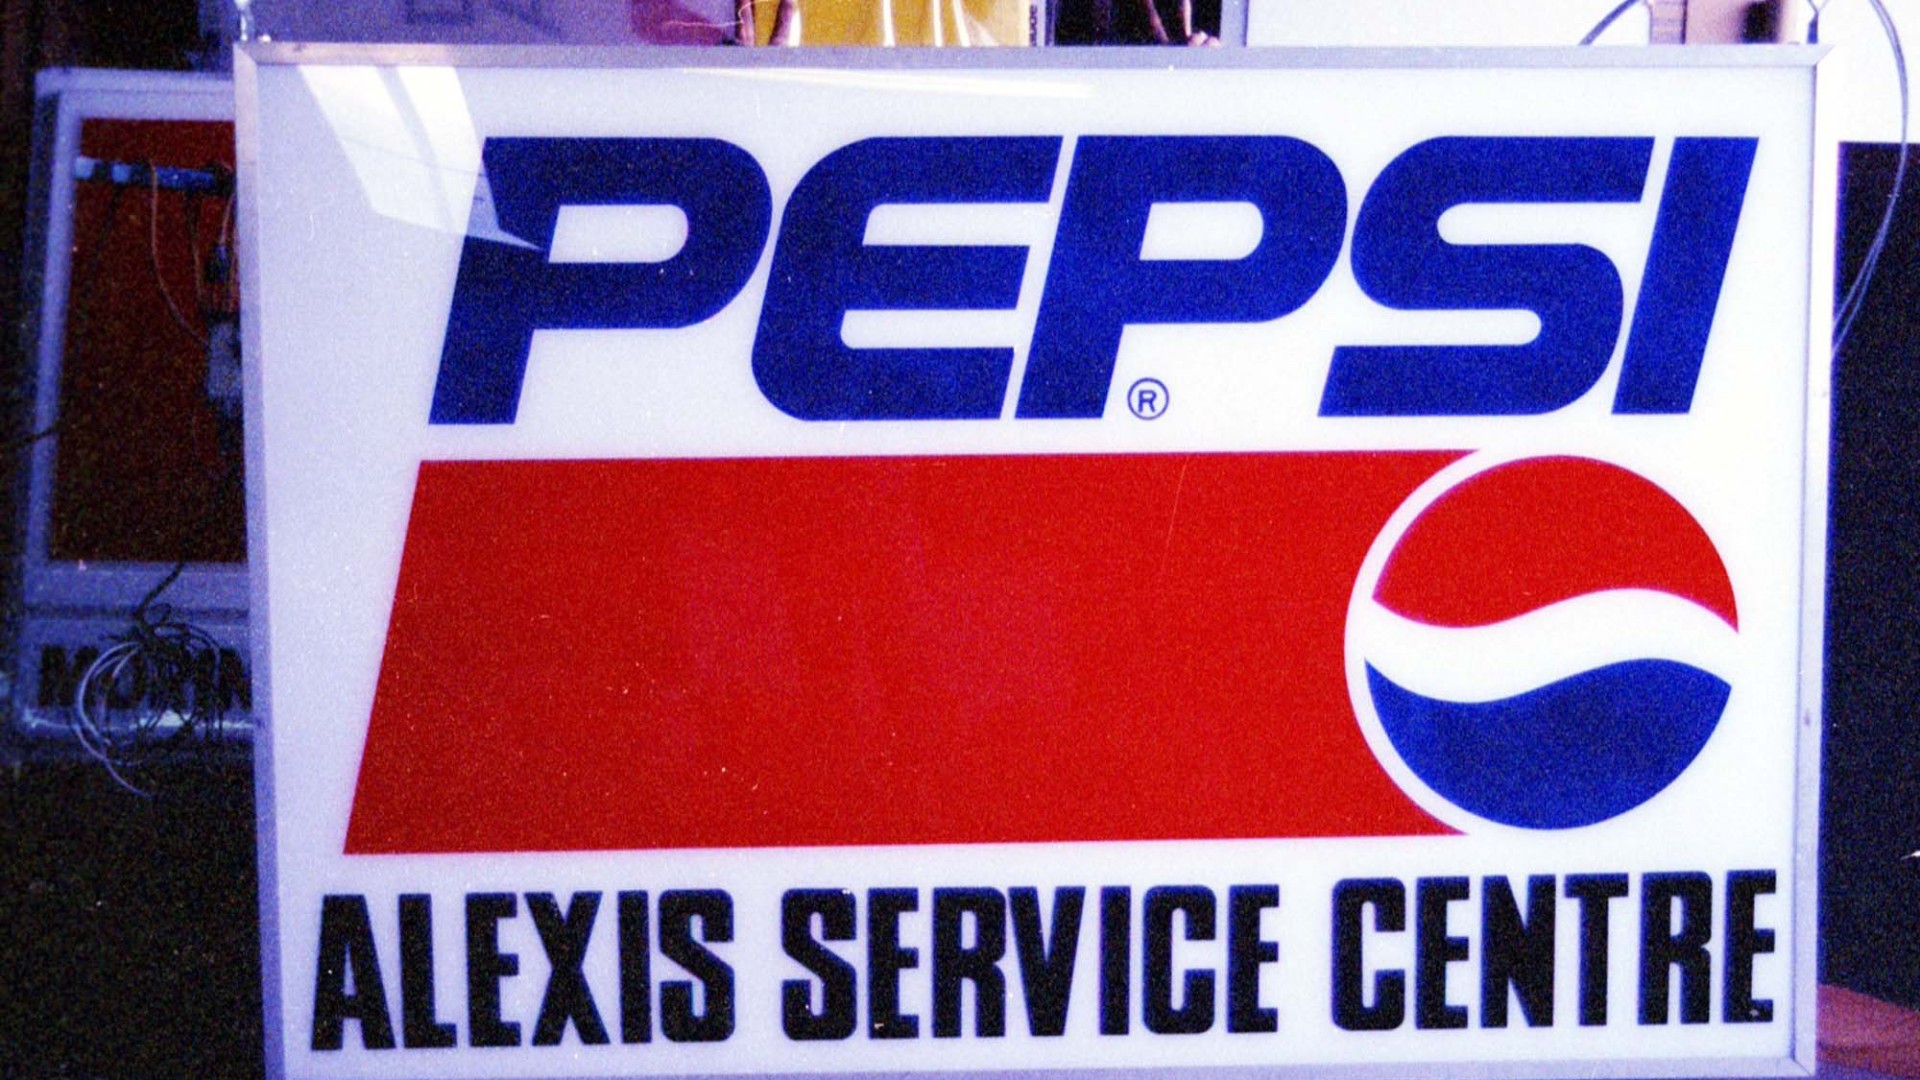 PEPSI
®
ALEXIS SERVICE CENTRE